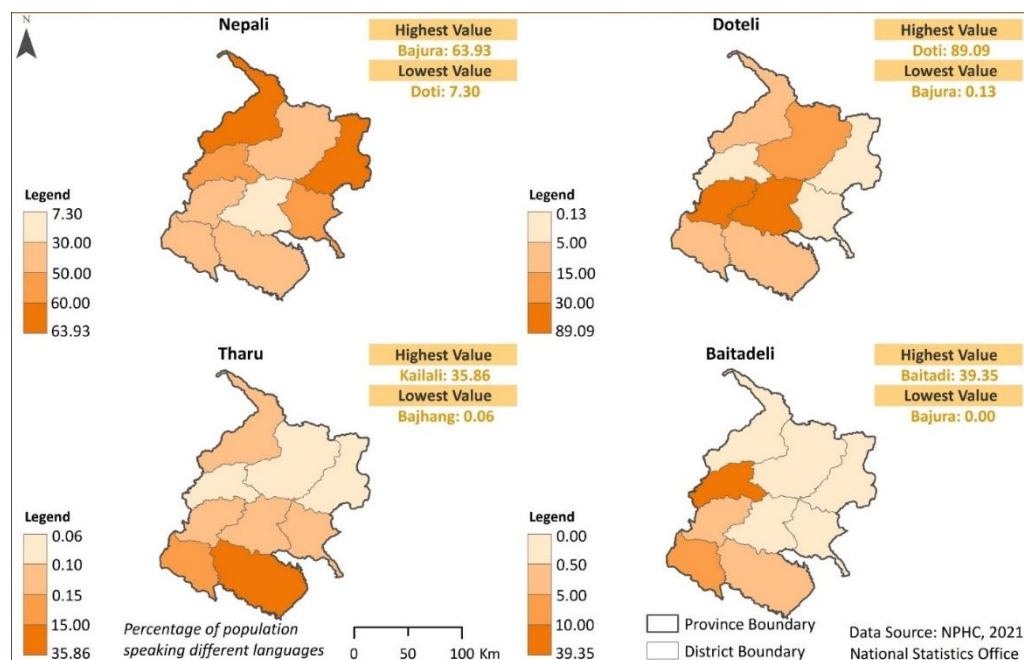 N
Nepali
Highest Value
Bajura: 63.93
Lowest Value
Doti: 7.30
Legend
7.30
30.00
50.00
60.00
63.93
Doteli
Highest Value
Doti: 89.09
Lowest Value
Bajura: 0.13
Legend
0.13
5.00
15.00
30.00
89.09
Tharu
Highest Value
Kailali: 35.86
Lowest Value
Bajhang: 0.06
Legend
0.06
0.10
0.15
15.00
35.86
Baitadeli
Highest Value
Baitadi: 39.35
Lowest Value
Bajura: 0.00
Legend
0.00
0.50
5.00
10.00
39.35
Percentage of population
speaking different languages
0 50 100 Km
Province Boundary
District Boundary
Data Source: NPHC, 2021
National Statistics Office